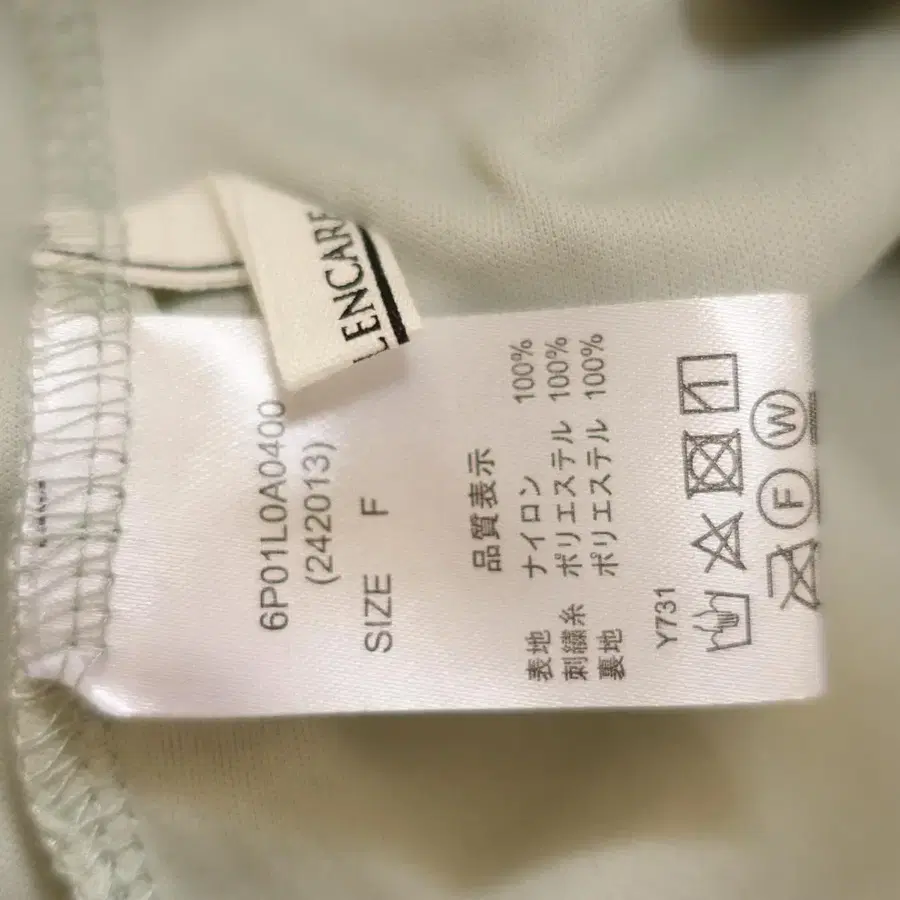 LENCARE
6P01L0A0400
(242013)
SIZE F
品質表示
表地 ナイロン 100%
刺繍糸 ポリエステル 100%
裏地 ポリエステル 100%
Y731
F W